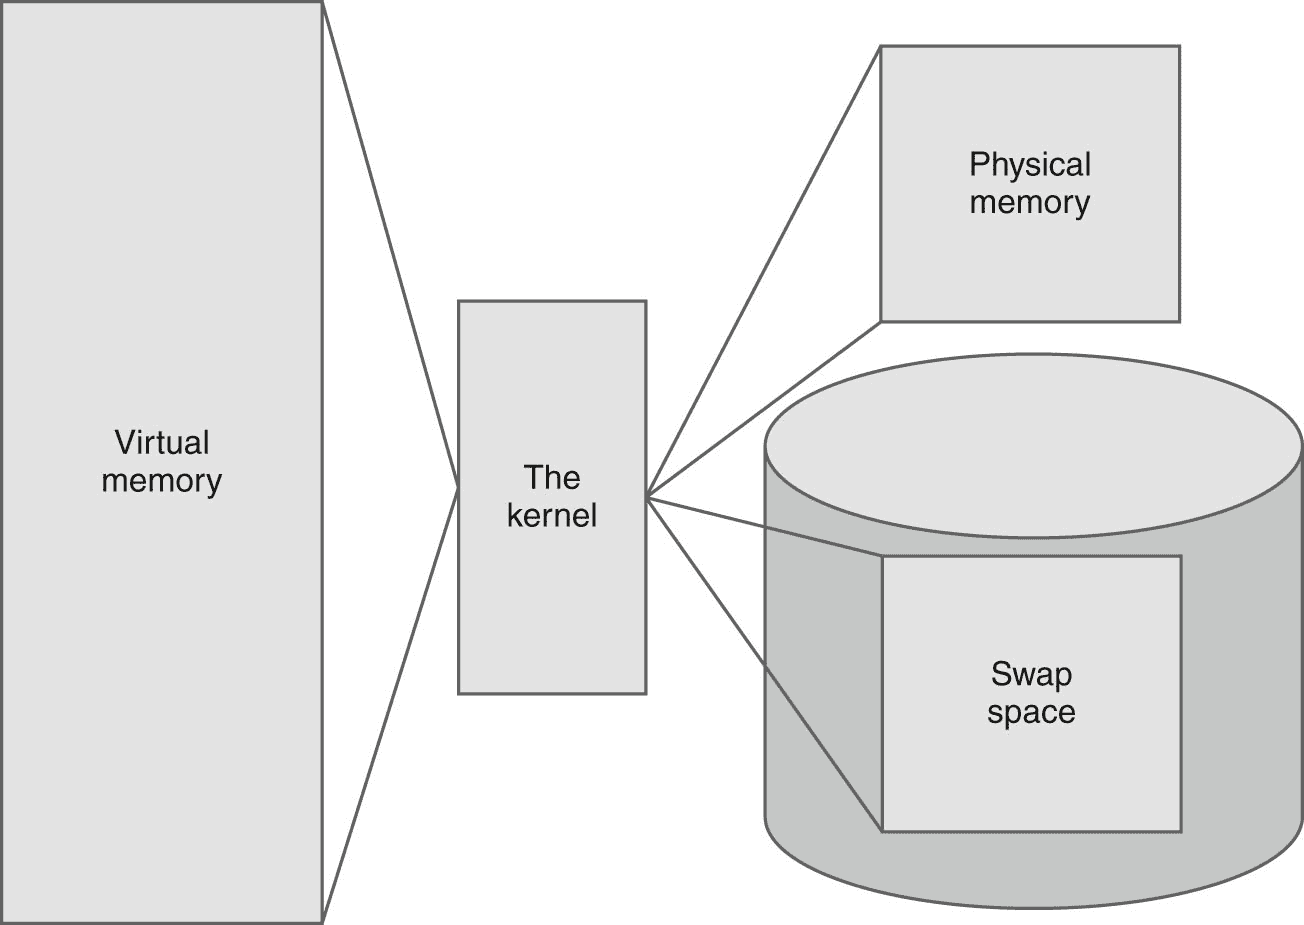 Virtual
memory
The
kernel
Physical
memory
Swap
space